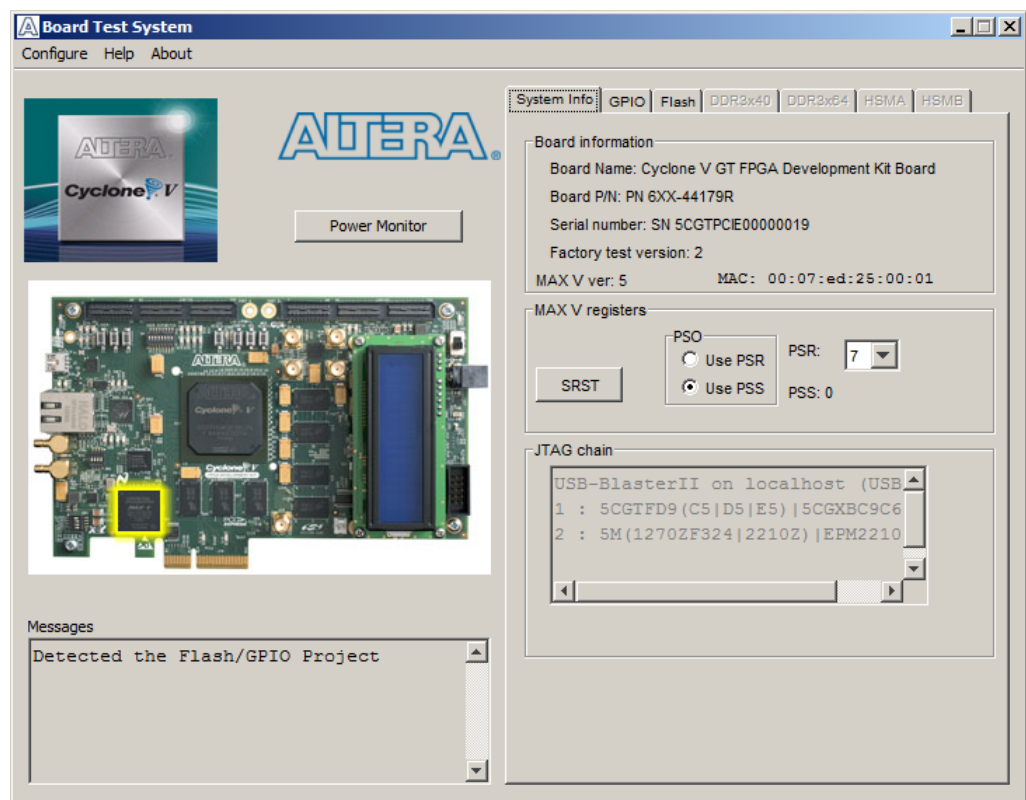 Board Test System
Configure Help About
ALTERA®
Cyclone V
ALTERA®
Power Monitor
ALTERA
Cyclone V
Cyclone V
Messages
Detected the Flash/GPIO Project
System Info GPIO Flash DDR3x40 DDR3x64 HSMA HSMB
Board information
Board Name: Cyclone V GT FPGA Development Kit Board
Board P/N: PN 6XX-44179R
Serial number: SN 5CGTPCIE00000019
Factory test version: 2
MAX V ver: 5 MAC: 00:07:ed:25:00:01
MAX V registers
PSO
Use PSR
Use PSS
PSR: 7
PSS: 0
SRST
JTAG chain
USB-BlasterII on localhost (USB
1 : 5CGTFD9(C5|D5|E5)|5CGXBC9C6
2 : 5M(1270ZF324|2210Z)|EPM2210